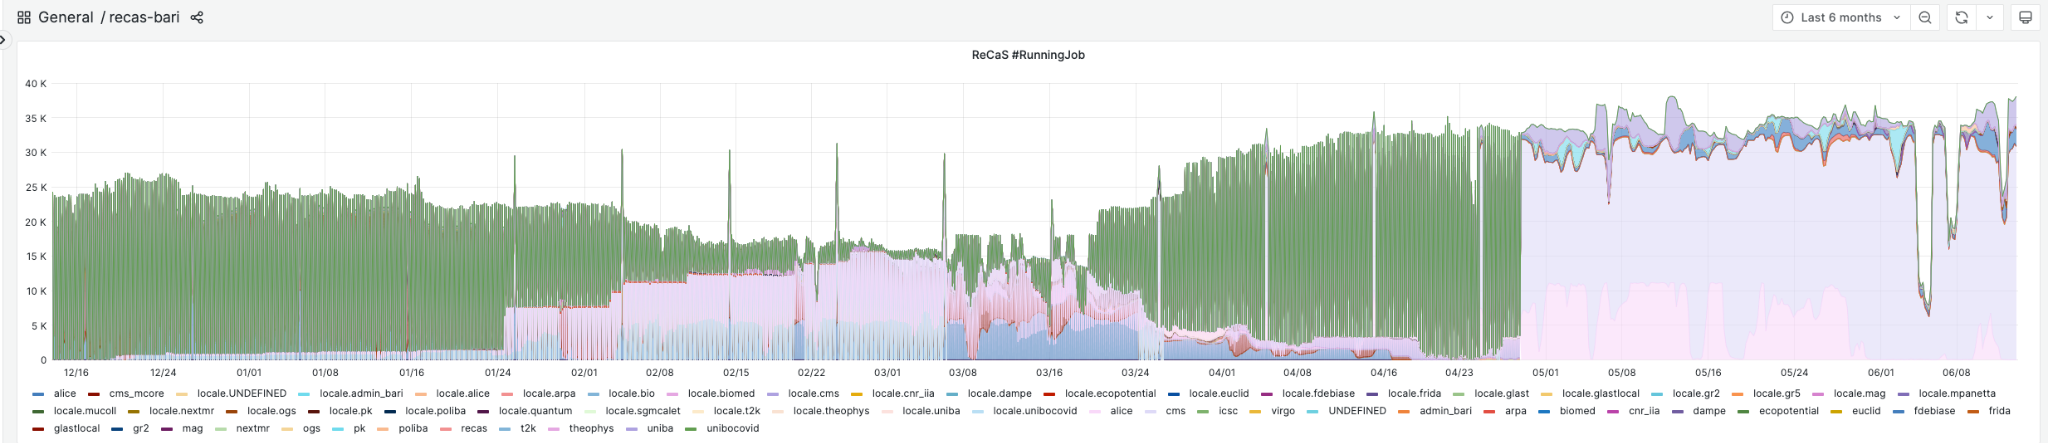 General / recas-bari
Last 6 months
ReCaS #RunningJob
40 K
35 K
30 K
25 K
20 K
15 K
10 K
5 K
0
12/16 12/24 01/01 01/08 01/16 01/24 02/01 02/08 02/15 02/22 03/01 03/08 03/16 03/24 04/01 04/08 04/16 04/23 05/01 05/08 05/16 05/24 06/01 06/08
alice cms_mcore locale.UNDEFINED locale.admin_bari locale.alice locale.arpa locale.bio locale.biomed locale.cms locale.cnr_iia locale.dampe locale.ecopotential locale.euclid locale.fdebiase locale.frida locale.glast locale.glastlocal locale.gr2 locale.gr5 locale.mag locale.mpanetta
locale.mucoll locale.nextmr locale.ogs locale.pk locale.poliba locale.quantum locale.sgmcalet locale.t2k locale.theophys locale.uniba locale.unibocovid alice cms icsc virgo UNDEFINED admin_bari arpa biomed cnr_iia dampe ecopotential euclid fdebiase frida
glastlocal gr2 mag nextmr ogs pk poliba recas t2k theophys uniba unibocovid